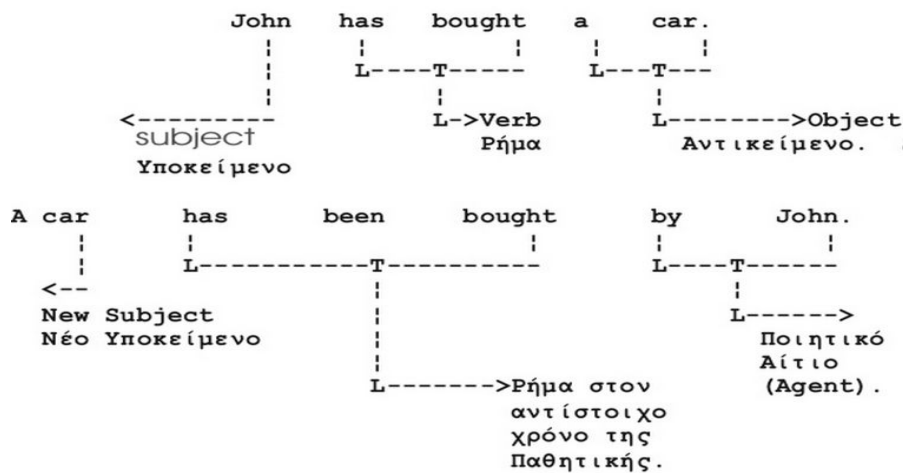 John has bought a car.
L->Verb L-------->Object
subject Ρήμα Αντικείμενο.
Υποκείμενο
A car has been bought by John.
New Subject L------>
Νέο Υποκείμενο Ποιητικό
Αίτιο
L------->Ρήμα στον (Agent).
αντίστοιχο
χρόνο της
Παθητικής.